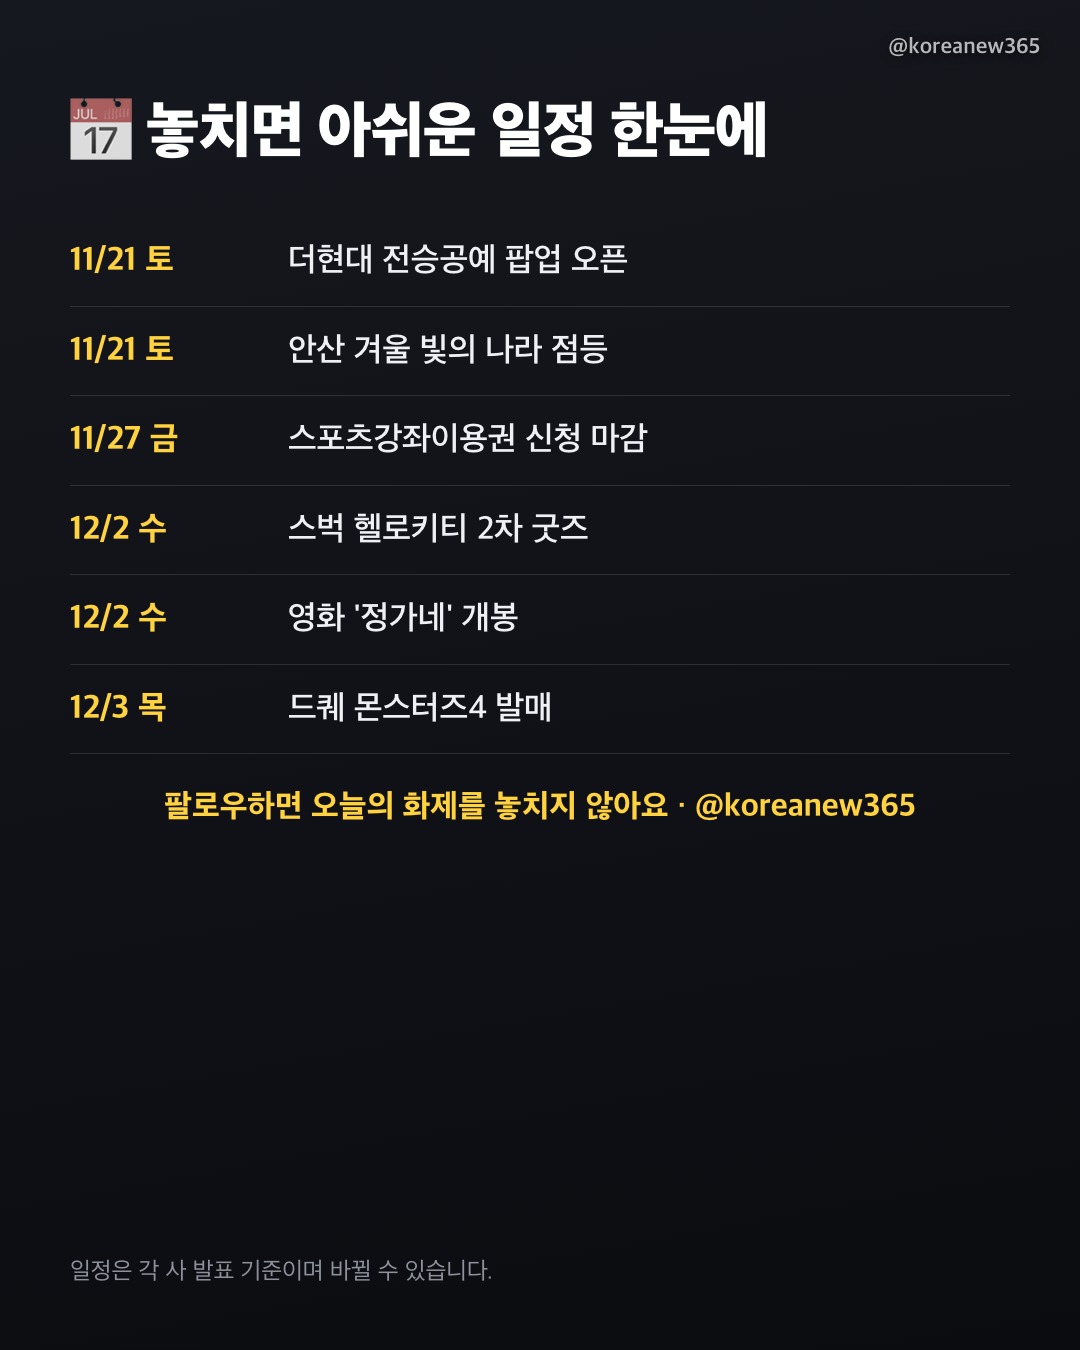 @koreanew365
JUL
17
놓치면 아쉬운 일정 한눈에
11/21 토 더현대 전승공예 팝업 오픈
11/21 토 안산 겨울 빛의 나라 점등
11/27 금 스포츠강좌이용권 신청 마감
12/2 수 스벅 헬로키티 2차 굿즈
12/2 수 영화 '정가네' 개봉
12/3 목 드퀘 몬스터즈4 발매
팔로우하면 오늘의 화제를 놓치지 않아요 · @koreanew365
일정은 각 사 발표 기준이며 바뀔 수 있습니다.